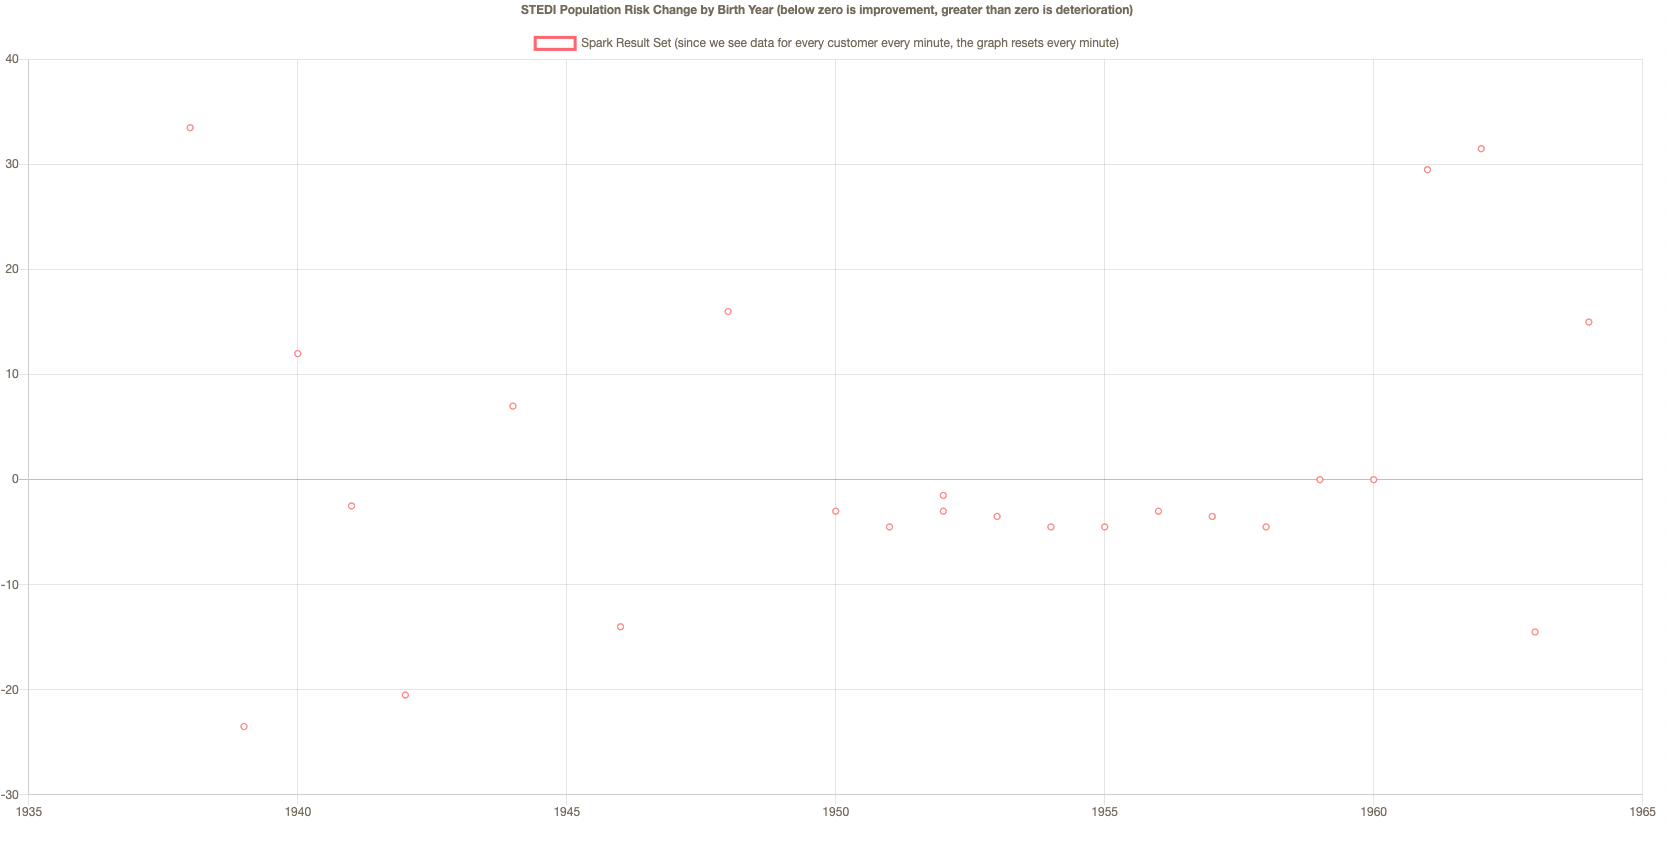 STEDI Population Risk Change by Birth Year (below zero is improvement, greater than zero is deterioration)
Spark Result Set (since we see data for every customer every minute, the graph resets every minute)
40
30
20
10
0
-10
-20
-30
1935 1940 1945 1950 1955 1960 1965